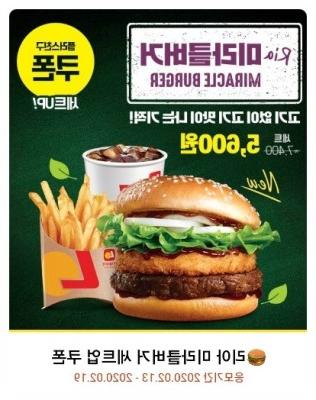 Ria 미라클버거
MIRACLE BURGER
플러스친구
쿠폰
세트UP!
고기 없이 고기 맛이 나는 기적!
세트
7,400→ 5,600원
New
리아 미라클버거 세트업 쿠폰
응모기간 2020.02.13 - 2020.02.19